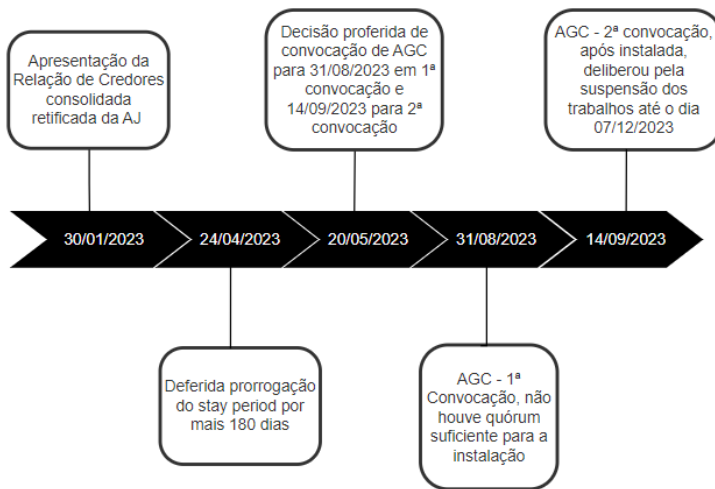 Apresentação da
Relação de Credores
consolidada
retificada da AJ
Decisão proferida de
convocação de AGC
para 31/08/2023 em 1ª
convocação e
14/09/2023 para 2ª
convocação
AGC - 2ª convocação,
após instalada,
deliberou pela
suspensão dos
trabalhos até o dia
07/12/2023
30/01/2023
24/04/2023
20/05/2023
31/08/2023
14/09/2023
Deferida prorrogação
do stay period por
mais 180 dias
AGC - 1ª
Convocação, não
houve quórum
suficiente para a
instalação